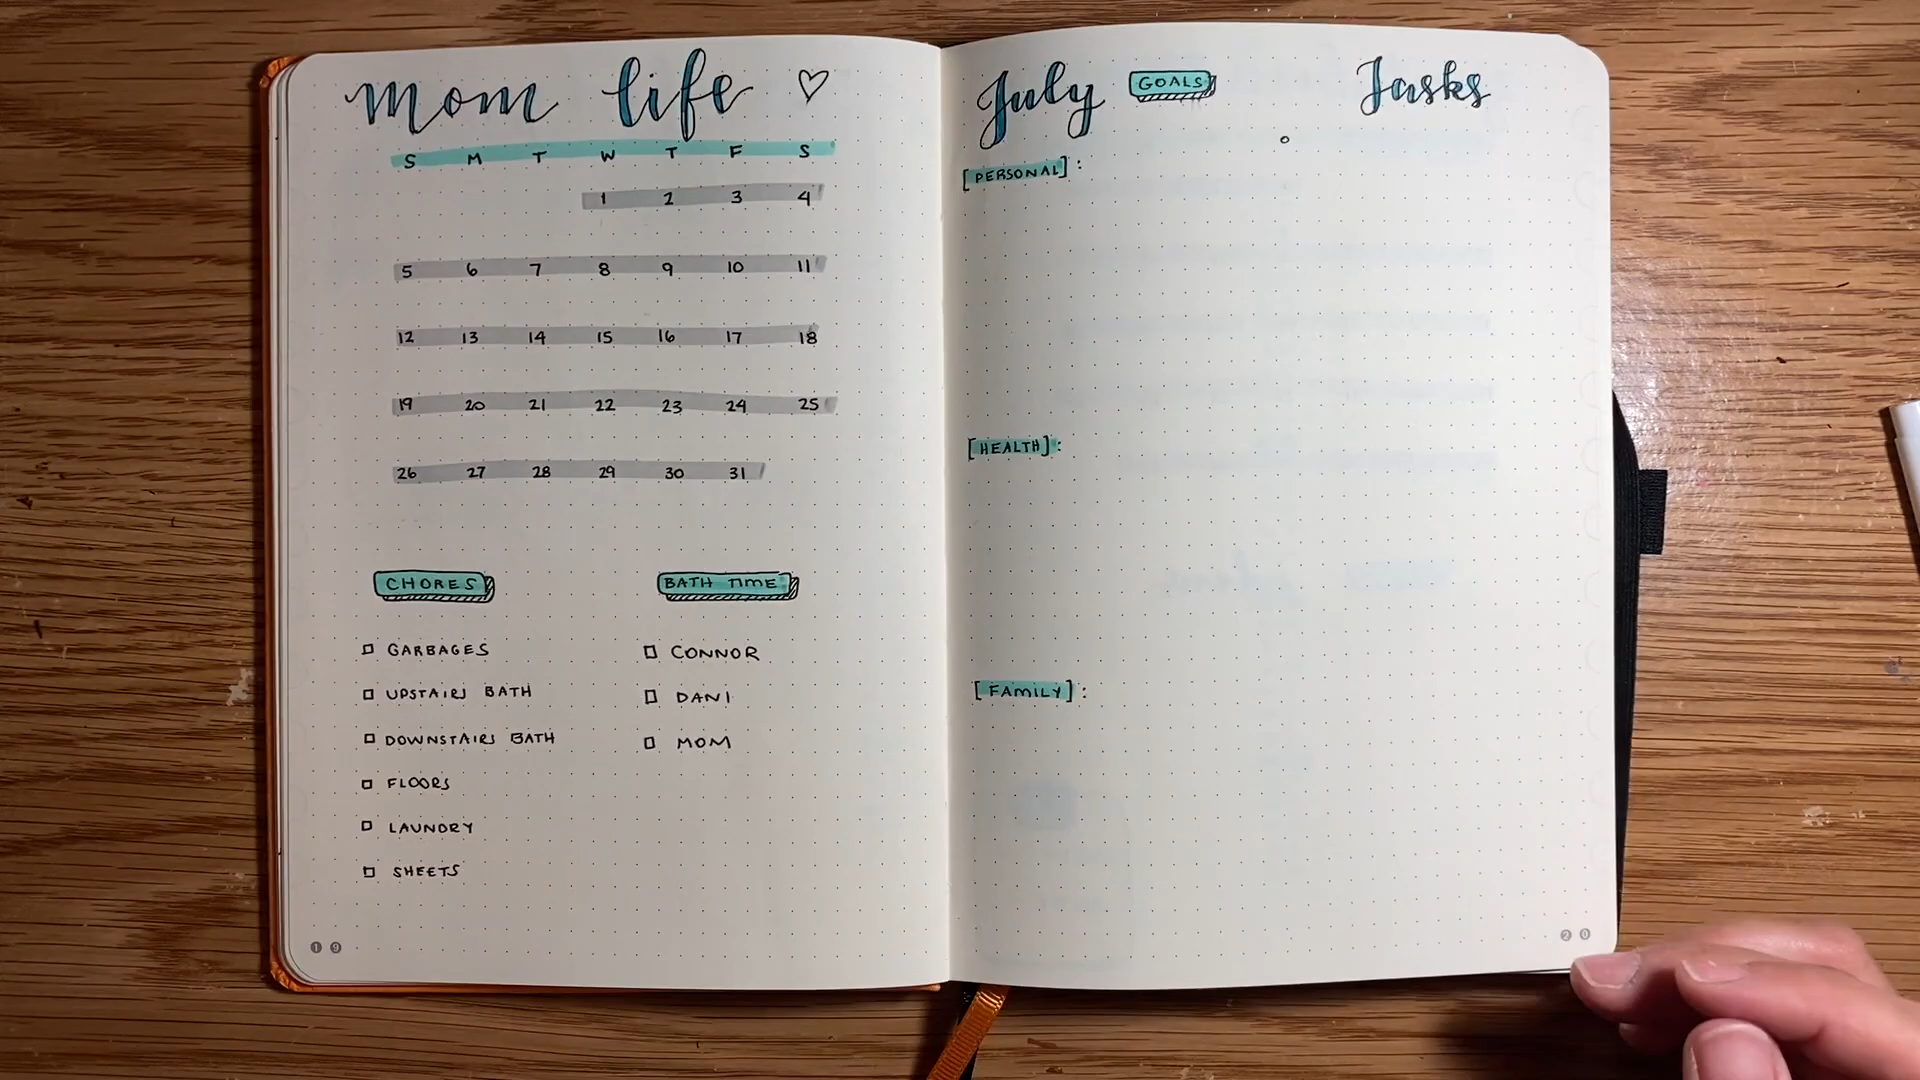 mom life ♡
S M T W T F S
1 2 3 4
5 6 7 8 9 10 11
12 13 14 15 16 17 18
19 20 21 22 23 24 25
26 27 28 29 30 31
CHORES
GARBAGES
UPSTAIRS BATH
DOWNSTAIRS BATH
FLOORS
LAUNDRY
SHEETS
BATH TIME
CONNOR
DANI
MOM
19
July GOALS
Tasks
[PERSONAL]:
[HEALTH]:
[FAMILY]:
20